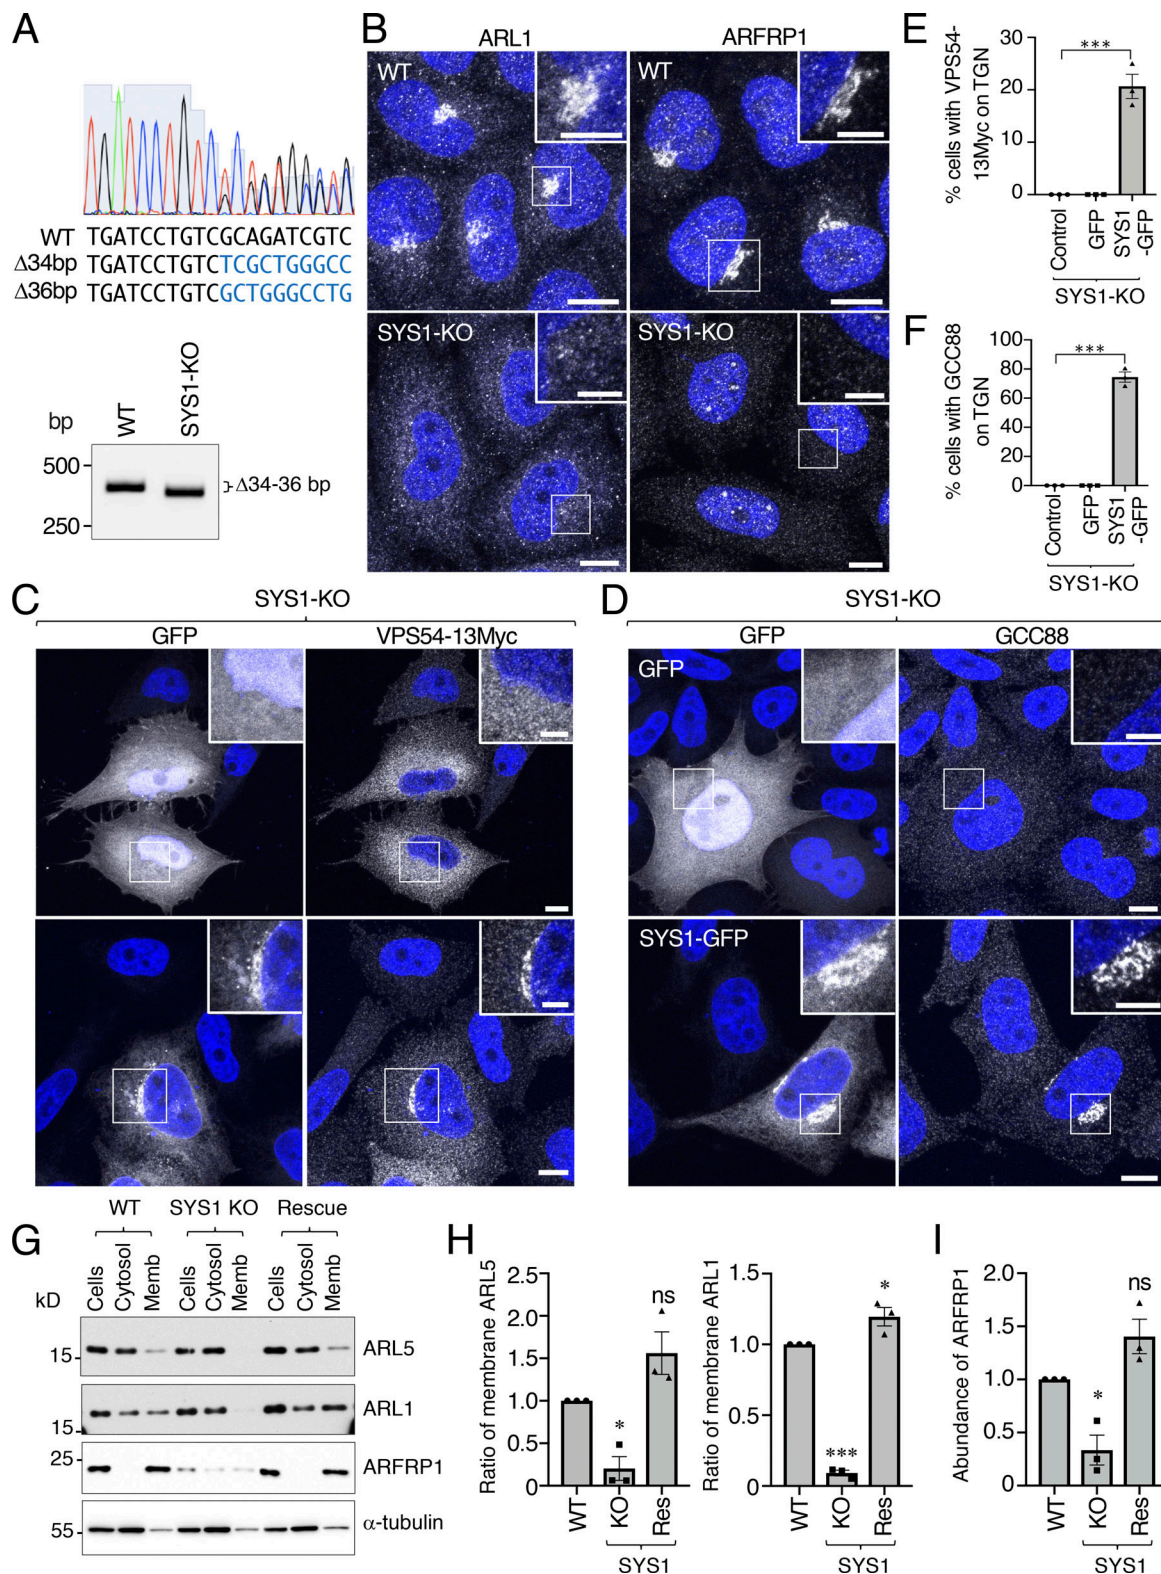 A
WT TGATCCTGTCGCAGATCGTC
Δ34bp TGATCCTGTCTCGCTGGGCC
Δ36bp TGATCCTGTCGCTGGGCCTG
bp
WT
SYS1-KO
500
Δ34-36 bp
250
B
ARL1
ARFRP1
WT
WT
SYS1-KO
SYS1-KO
E
% cells with VPS54-
13Myc on TGN
30
20
10
0
***
Control
GFP
SYS1
-GFP
SYS1-KO
F
% cells with GCC88
on TGN
100
80
60
40
20
0
***
Control
GFP
SYS1
-GFP
SYS1-KO
C
SYS1-KO
GFP
VPS54-13Myc
D
SYS1-KO
GFP
GCC88
GFP
SYS1-GFP
G
WT
SYS1 KO
Rescue
kD
Cells
Cytosol
Memb
Cells
Cytosol
Memb
Cells
Cytosol
Memb
15
ARL5
15
ARL1
25
ARFRP1
55
α-tubulin
H
Ratio of membrane ARL5
2.5
2.0
1.5
1.0
0.5
0
*
ns
WT
KO
Res
SYS1
Ratio of membrane ARL1
1.5
1.0
0.5
0
***
*
WT
KO
Res
SYS1
I
Abundance of ARFRP1
2.0
1.5
1.0
0.5
0
*
ns
WT
KO
Res
SYS1